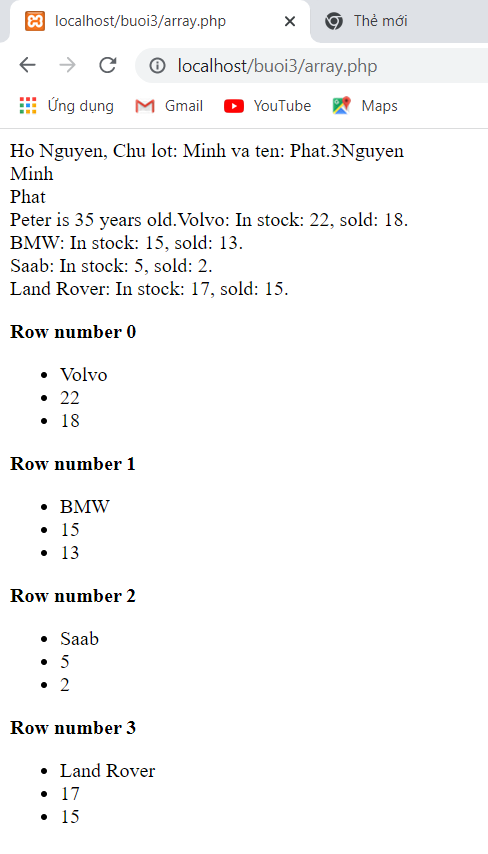 localhost/buoi3/array.php
Thẻ mới
localhost/buoi3/array.php
Ứng dụng
Gmail
YouTube
Maps
Ho Nguyen, Chu lot: Minh va ten: Phat.3Nguyen
Minh
Phat
Peter is 35 years old.Volvo: In stock: 22, sold: 18.
BMW: In stock: 15, sold: 13.
Saab: In stock: 5, sold: 2.
Land Rover: In stock: 17, sold: 15.
Row number 0
• Volvo
• 22
• 18
Row number 1
• BMW
• 15
• 13
Row number 2
• Saab
• 5
• 2
Row number 3
• Land Rover
• 17
• 15